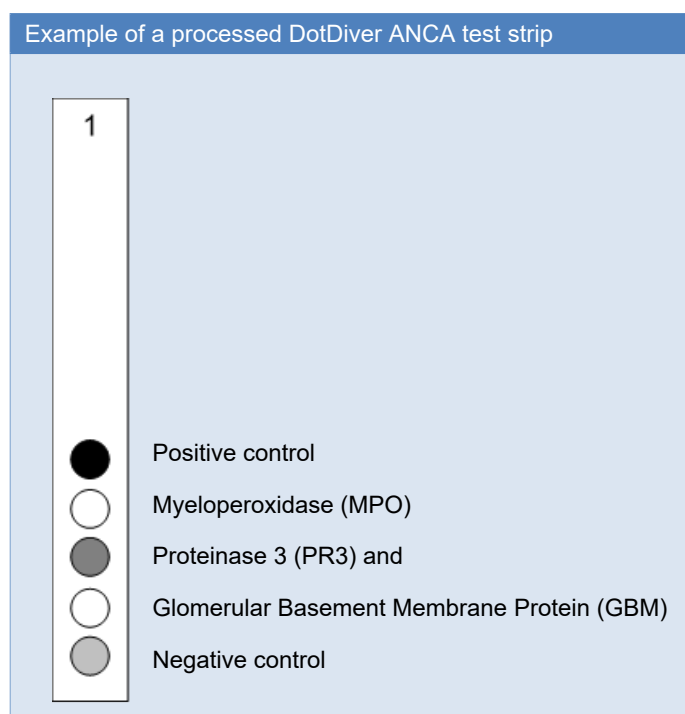 Example of a processed DotDiver ANCA test strip
1
Positive control
Myeloperoxidase (MPO)
Proteinase 3 (PR3) and
Glomerular Basement Membrane Protein (GBM)
Negative control